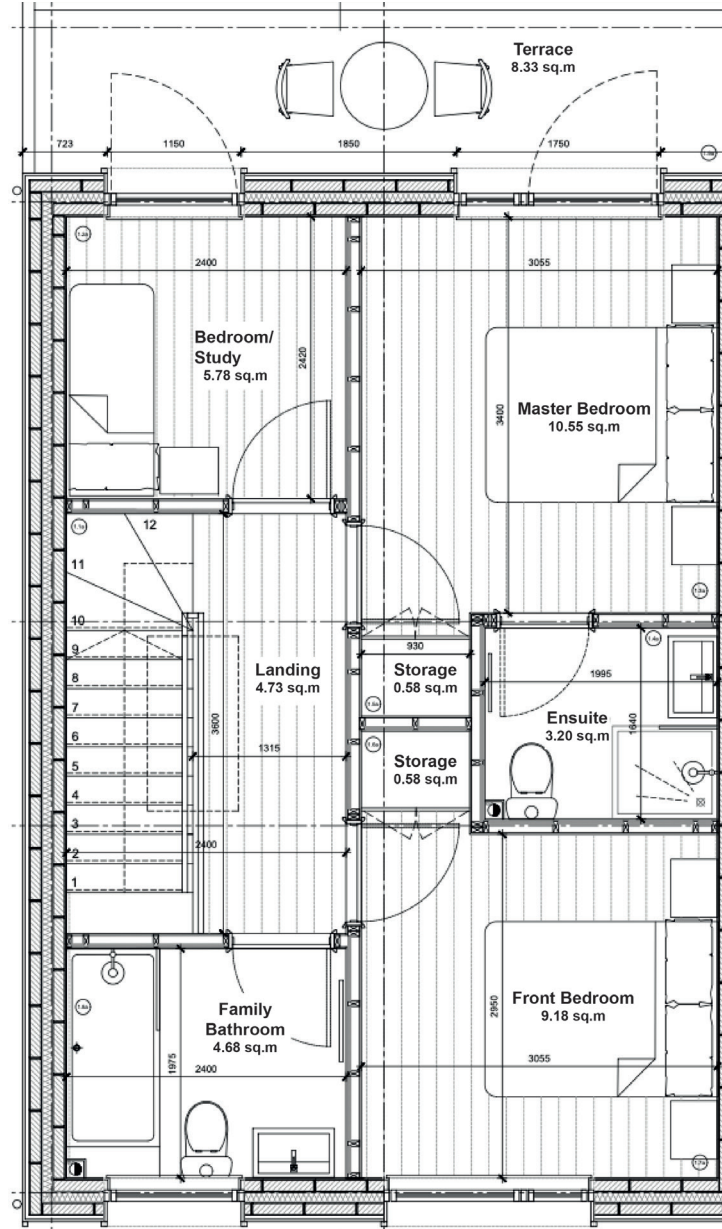 Terrace
8.33 sq.m
723
1150
1850
1750
2400
3055
Bedroom/
Study
5.78 sq.m
2420
3400
Master Bedroom
10.55 sq.m
12
11
10
9
8
7
6
5
4
3
2
1
930
Landing
4.73 sq.m
3600
1315
2400
Storage
0.58 sq.m
Storage
0.58 sq.m
1995
Ensuite
3.20 sq.m
1640
Family
Bathroom
4.68 sq.m
1975
2400
Front Bedroom
9.18 sq.m
2950
3055